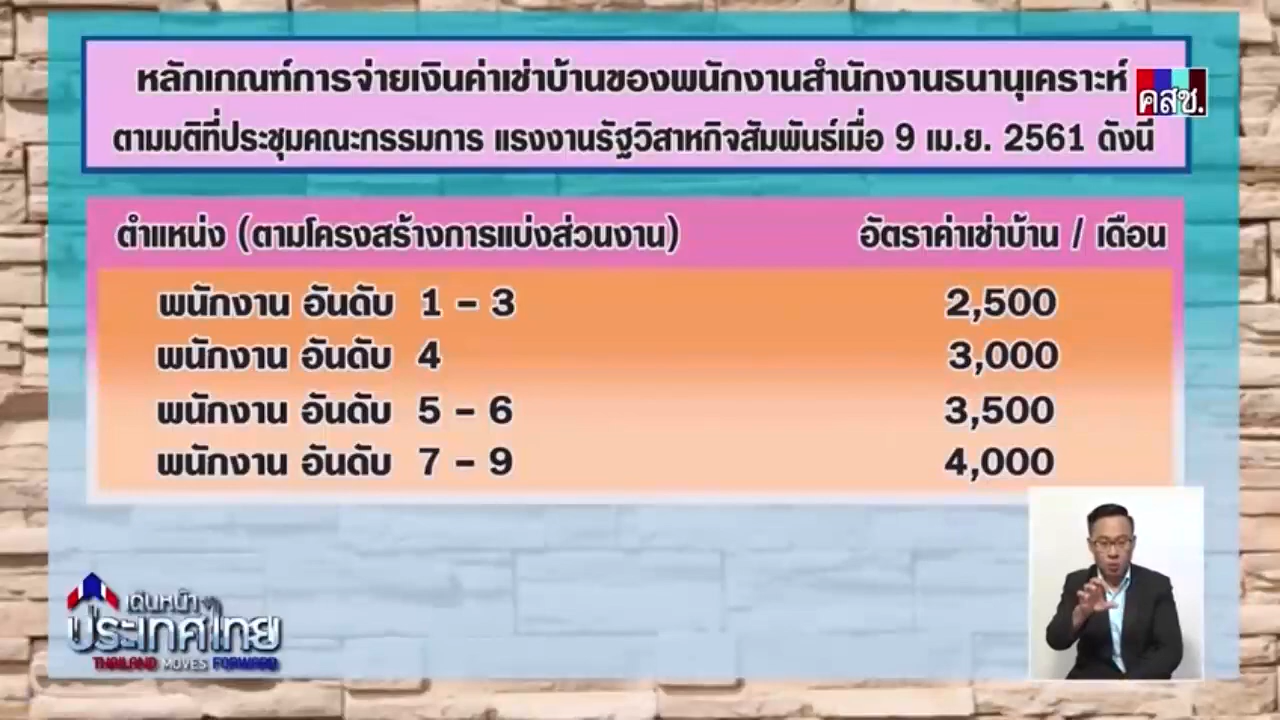 หลักเกณฑ์การจ่ายเงินค่าเช่าบ้านของพนักงานสำนักงานธนานุเคราะห์
คสช.
ตามมติที่ประชุมคณะกรรมการ แรงงานรัฐวิสาหกิจสัมพันธ์เมื่อ 9 เม.ย. 2561 ดังนี้
ตำแหน่ง (ตามโครงสร้างการแบ่งส่วนงาน) อัตราค่าเช่าบ้าน / เดือน
พนักงาน อันดับ 1 – 3 2,500
พนักงาน อันดับ 4 3,000
พนักงาน อันดับ 5 – 6 3,500
พนักงาน อันดับ 7 – 9 4,000
เดินหน้า
ประเทศไทย
THAILAND MOVES FORWARD